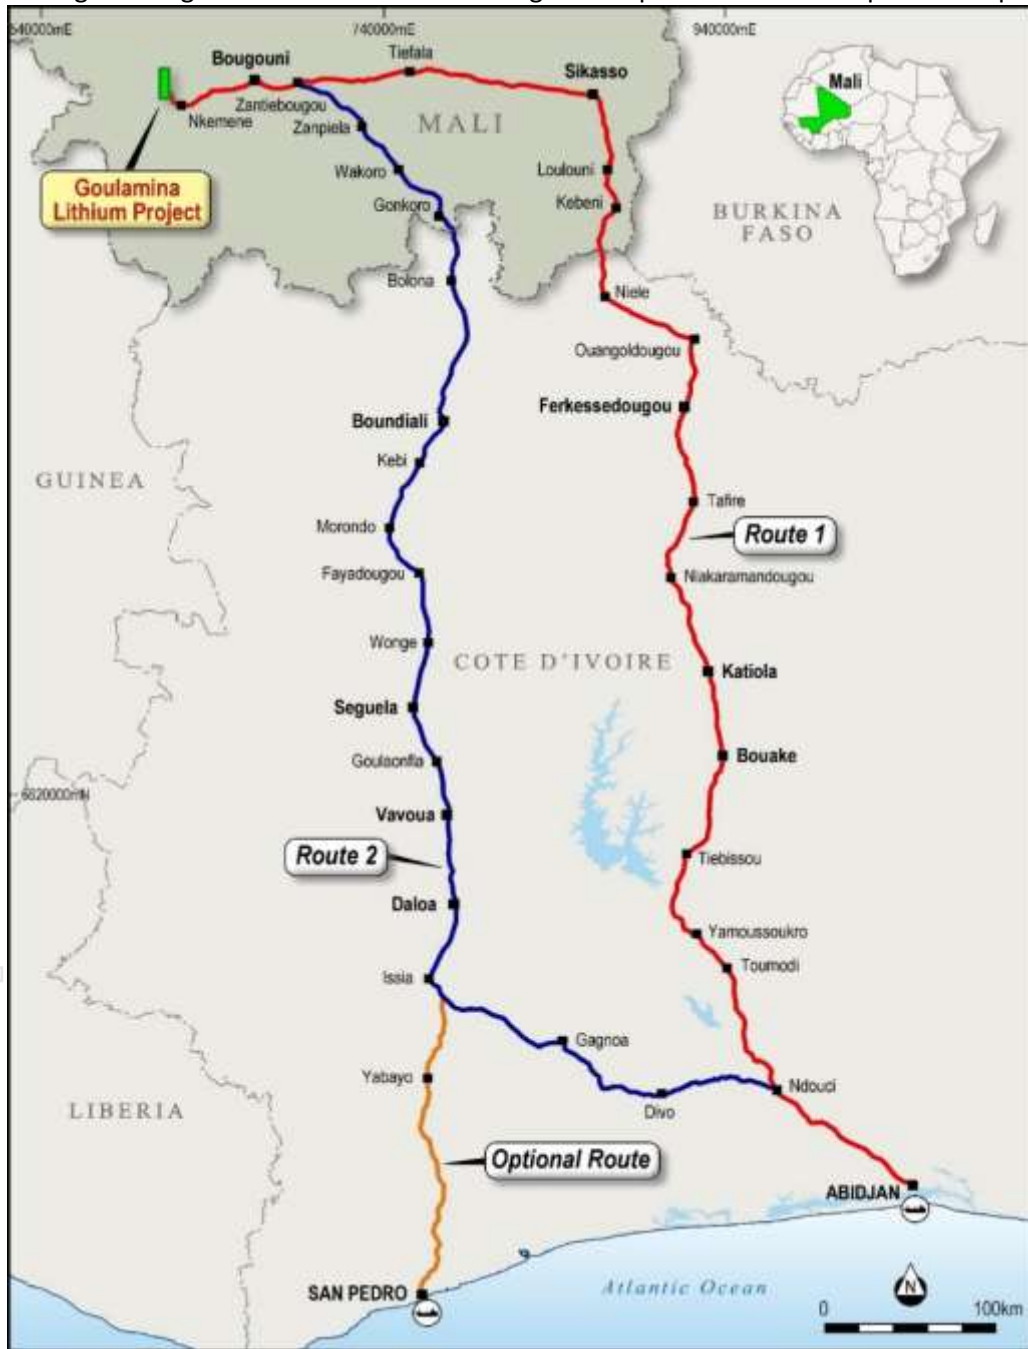 540000mE
740000mE
940000mE
Bougouni
Tiefala
Sikasso
Mali
Nkemene
Zantiebougou
Zanpiela
MALI
Goulamina
Lithium Project
Wakoro
Loulouni
Gonkoro
Kebeni
BURKINA
FASO
Bolona
Niele
Ouangoldougou
Boundiali
Ferkessedougou
Kebi
GUINEA
Tafire
Morondo
Route 1
Fayadougou
Niakaramandougou
Wonge
COTE D'IVOIRE
Katiola
Seguela
Goulaonfla
Bouake
6620000mN
Vavoua
Route 2
Tiebissou
Daloa
Yamoussoukro
Issia
Toumodi
Gagnoa
Yabayo
Ndouci
LIBERIA
Divo
Optional Route
ABIDJAN
SAN PEDRO
Atlantic Ocean
N
0
100km